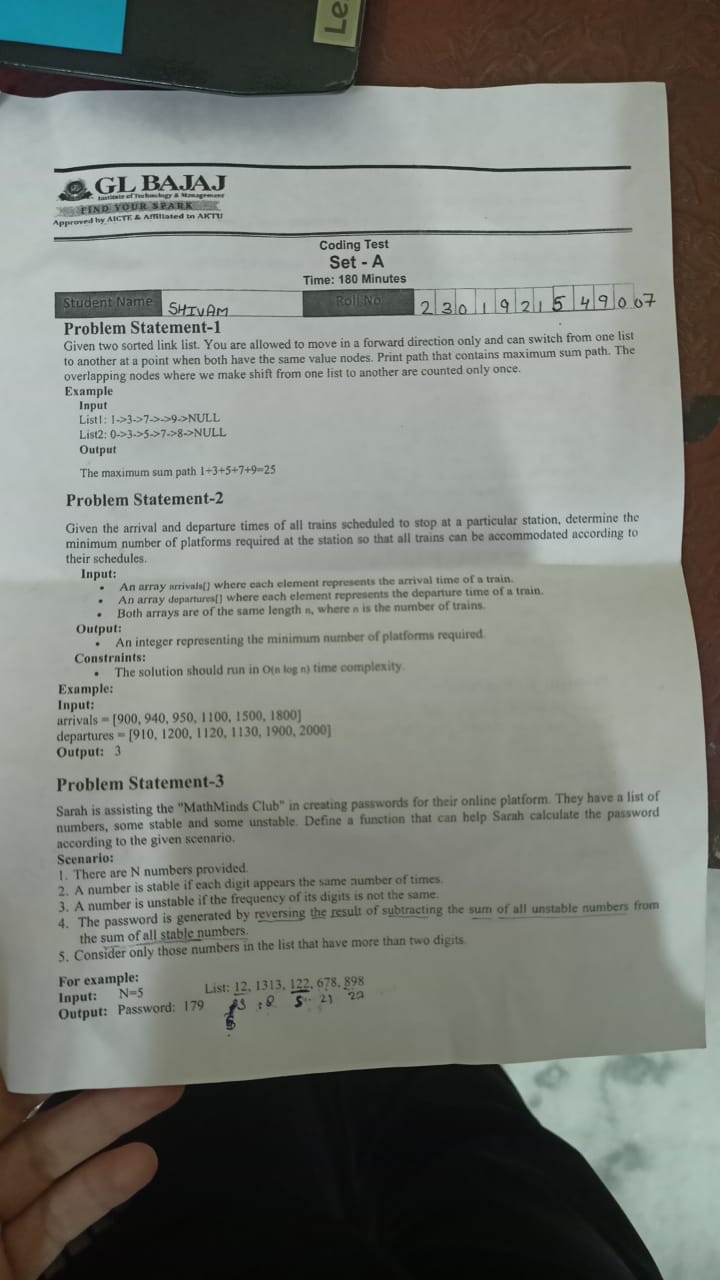 Le
GL BAJAJ
Institute of Technology & Management
FIND YOUR SPARK
Approved by AICTE & Affiliated to AKTU
Coding Test
Set - A
Time: 180 Minutes
Student Name SHIVAM Roll No 2301921549007
Problem Statement-1
Given two sorted link list. You are allowed to move in a forward direction only and can switch from one list
to another at a point when both have the same value nodes. Print path that contains maximum sum path. The
overlapping nodes where we make shift from one list to another are counted only once.
Example
Input
List1: 1->3->7->->9->NULL
List2: 0->3->5->7->8->NULL
Output
The maximum sum path 1+3+5+7+9=25
Problem Statement-2
Given the arrival and departure times of all trains scheduled to stop at a particular station, determine the
minimum number of platforms required at the station so that all trains can be accommodated according to
their schedules.
Input:
• An array arrivals[] where each element represents the arrival time of a train.
• An array departures[] where each element represents the departure time of a train.
• Both arrays are of the same length n, where n is the number of trains.
Output:
• An integer representing the minimum number of platforms required.
Constraints:
• The solution should run in O(n log n) time complexity.
Example:
Input:
arrivals = [900, 940, 950, 1100, 1500, 1800]
departures = [910, 1200, 1120, 1130, 1900, 2000]
Output: 3
Problem Statement-3
Sarah is assisting the "MathMinds Club" in creating passwords for their online platform. They have a list of
numbers, some stable and some unstable. Define a function that can help Sarah calculate the password
according to the given scenario.
Scenario:
1. There are N numbers provided.
2. A number is stable if each digit appears the same number of times.
3. A number is unstable if the frequency of its digits is not the same.
4. The password is generated by reversing the result of subtracting the sum of all unstable numbers from
the sum of all stable numbers.
5. Consider only those numbers in the list that have more than two digits.
For example:
Input: N=5 List: 12, 1313, 122, 678, 898
Output: Password: 179
5 21